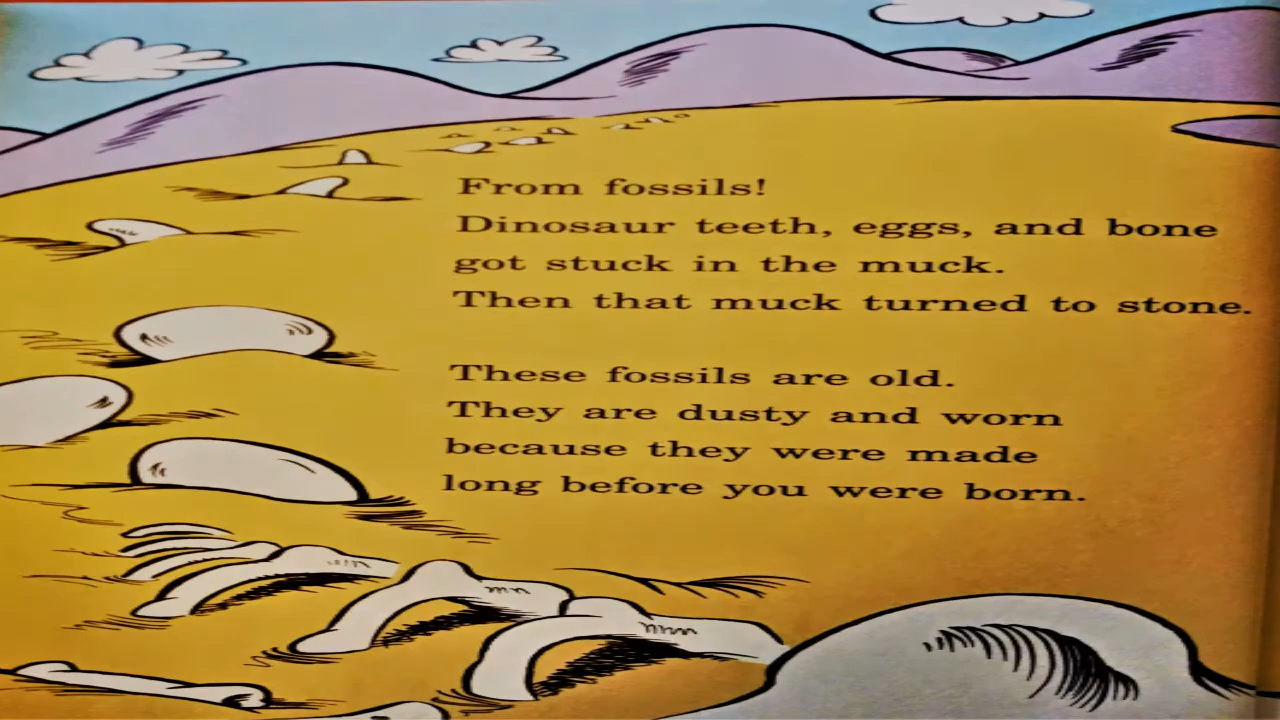 From fossils!
Dinosaur teeth, eggs, and bone
got stuck in the muck.
Then that muck turned to stone.
These fossils are old.
They are dusty and worn
because they were made
long before you were born.